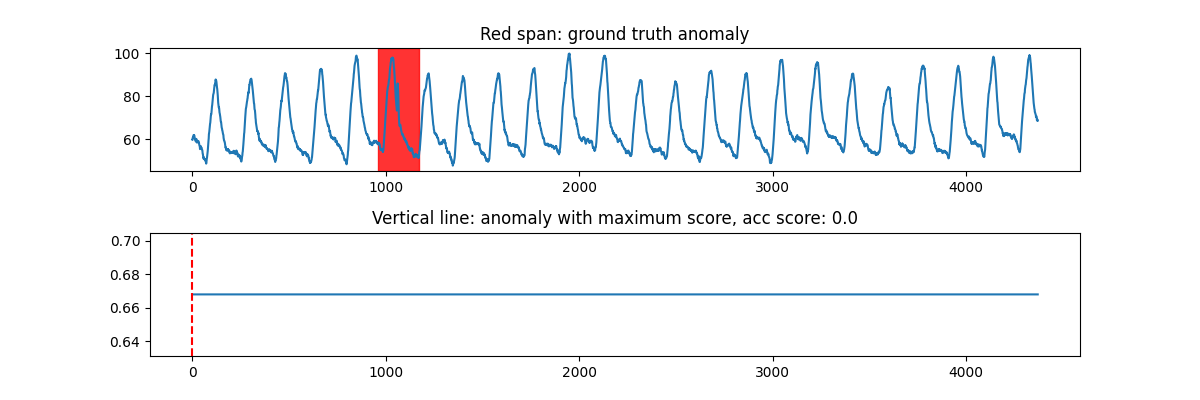 Red span: ground truth anomaly
100
80
60
0 1000 2000 3000 4000
Vertical line: anomaly with maximum score, acc score: 0.0
0.70
0.68
0.66
0.64
0 1000 2000 3000 4000